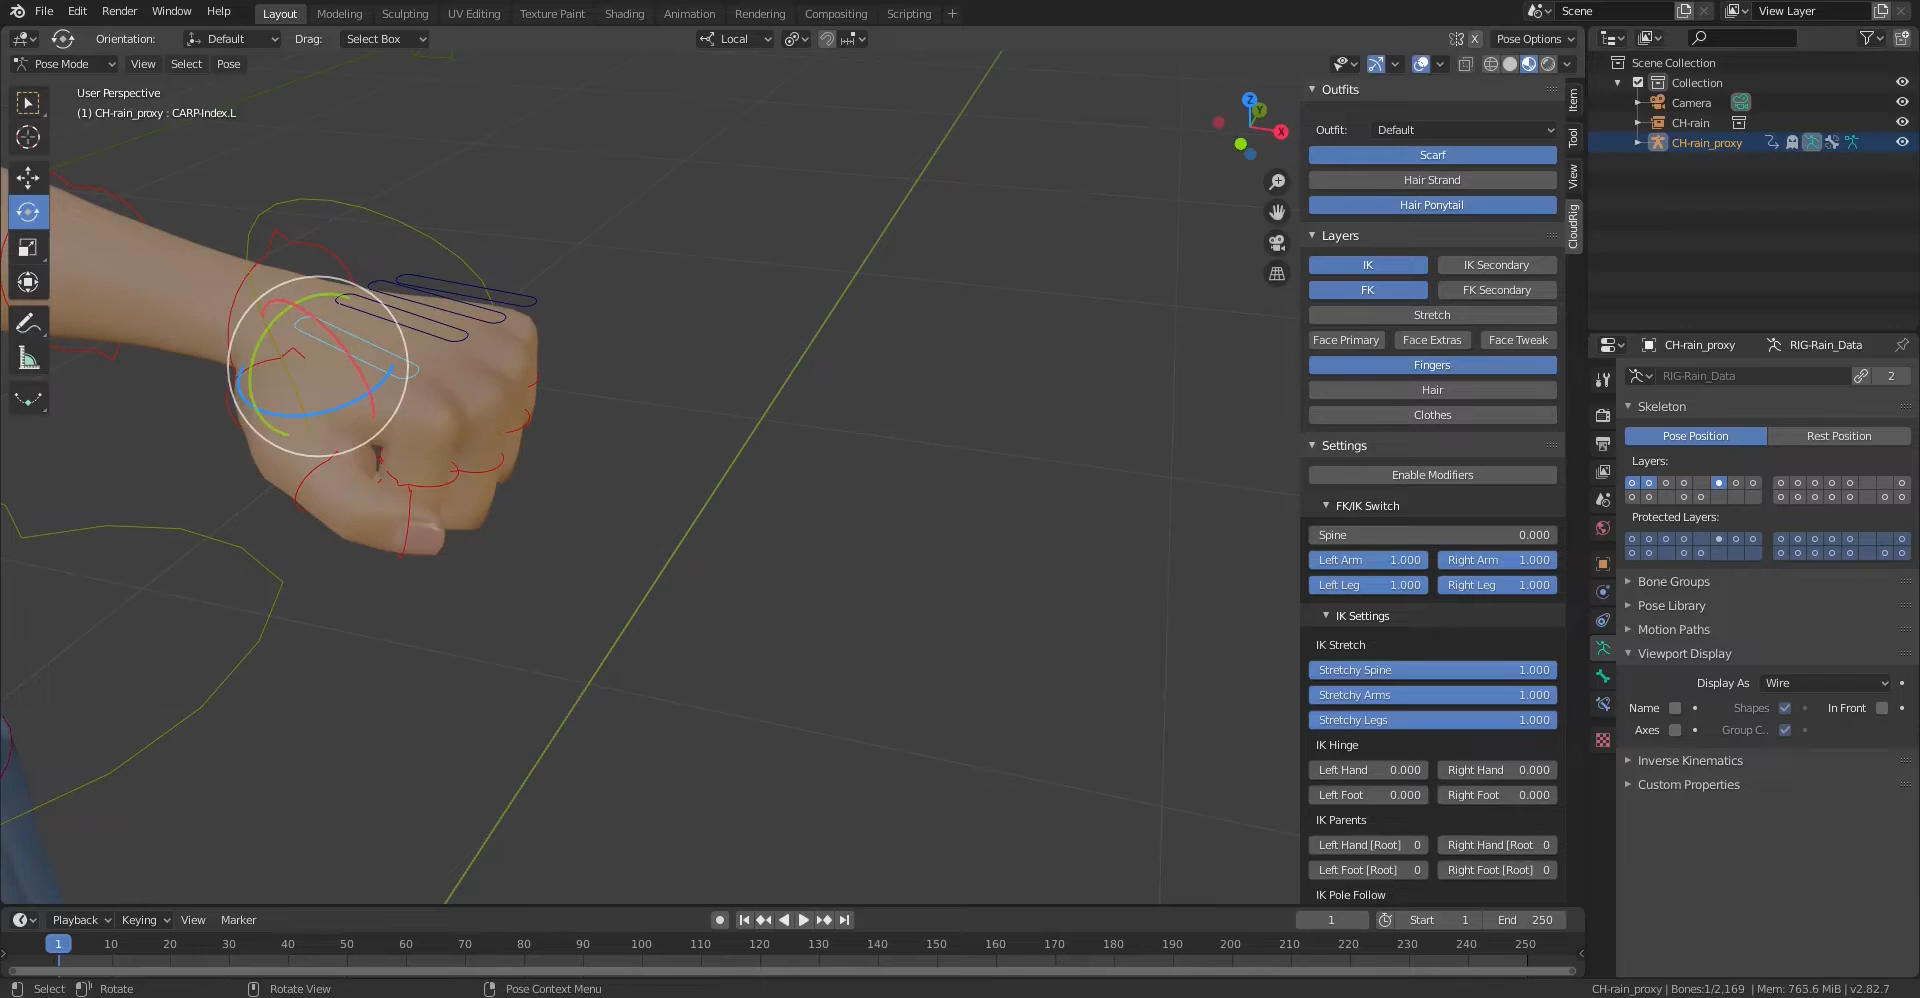 File Edit Render Window Help Layout Modeling Sculpting UV Editing Texture Paint Shading Animation Rendering Compositing Scripting + Scene View Layer
Orientation: Default Drag: Select Box Local X Pose Options
Pose Mode View Select Pose
User Perspective
(1) CH-rain_proxy : CARP-Index.L
Z
Y
X
Outfits
Outfit: Default
Scarf
Hair Strand
Hair Ponytail
Layers
IK IK Secondary
FK FK Secondary
Stretch
Face Primary Face Extras Face Tweak
Fingers
Hair
Clothes
Settings
Enable Modifiers
FK/IK Switch
Spine 0.000
Left Arm 1.000 Right Arm 1.000
Left Leg 1.000 Right Leg 1.000
IK Settings
IK Stretch
Stretchy Spine 1.000
Stretchy Arms 1.000
Stretchy Legs 1.000
IK Hinge
Left Hand 0.000 Right Hand 0.000
Left Foot 0.000 Right Foot 0.000
IK Parents
Left Hand [Root] 0 Right Hand [Root 0
Left Foot [Root] 0 Right Foot [Root] 0
IK Pole Follow
Item
Tool
View
CloudRig
Scene Collection
Collection
Camera
CH-rain
CH-rain_proxy
CH-rain_proxy RIG-Rain_Data
RIG-Rain_Data 2
Skeleton
Pose Position Rest Position
Layers:
Protected Layers:
Bone Groups
Pose Library
Motion Paths
Viewport Display
Display As Wire
Name Shapes In Front
Axes Group C..
Inverse Kinematics
Custom Properties
Playback Keying View Marker 1 Start 1 End 250
1 10 20 30 40 50 60 70 80 90 100 110 120 130 140 150 160 170 180 190 200 210 220 230 240 250
Select Rotate Rotate View Pose Context Menu CH-rain_proxy | Bones:1/2,169 | Mem: 765.6 MiB | v2.82.7